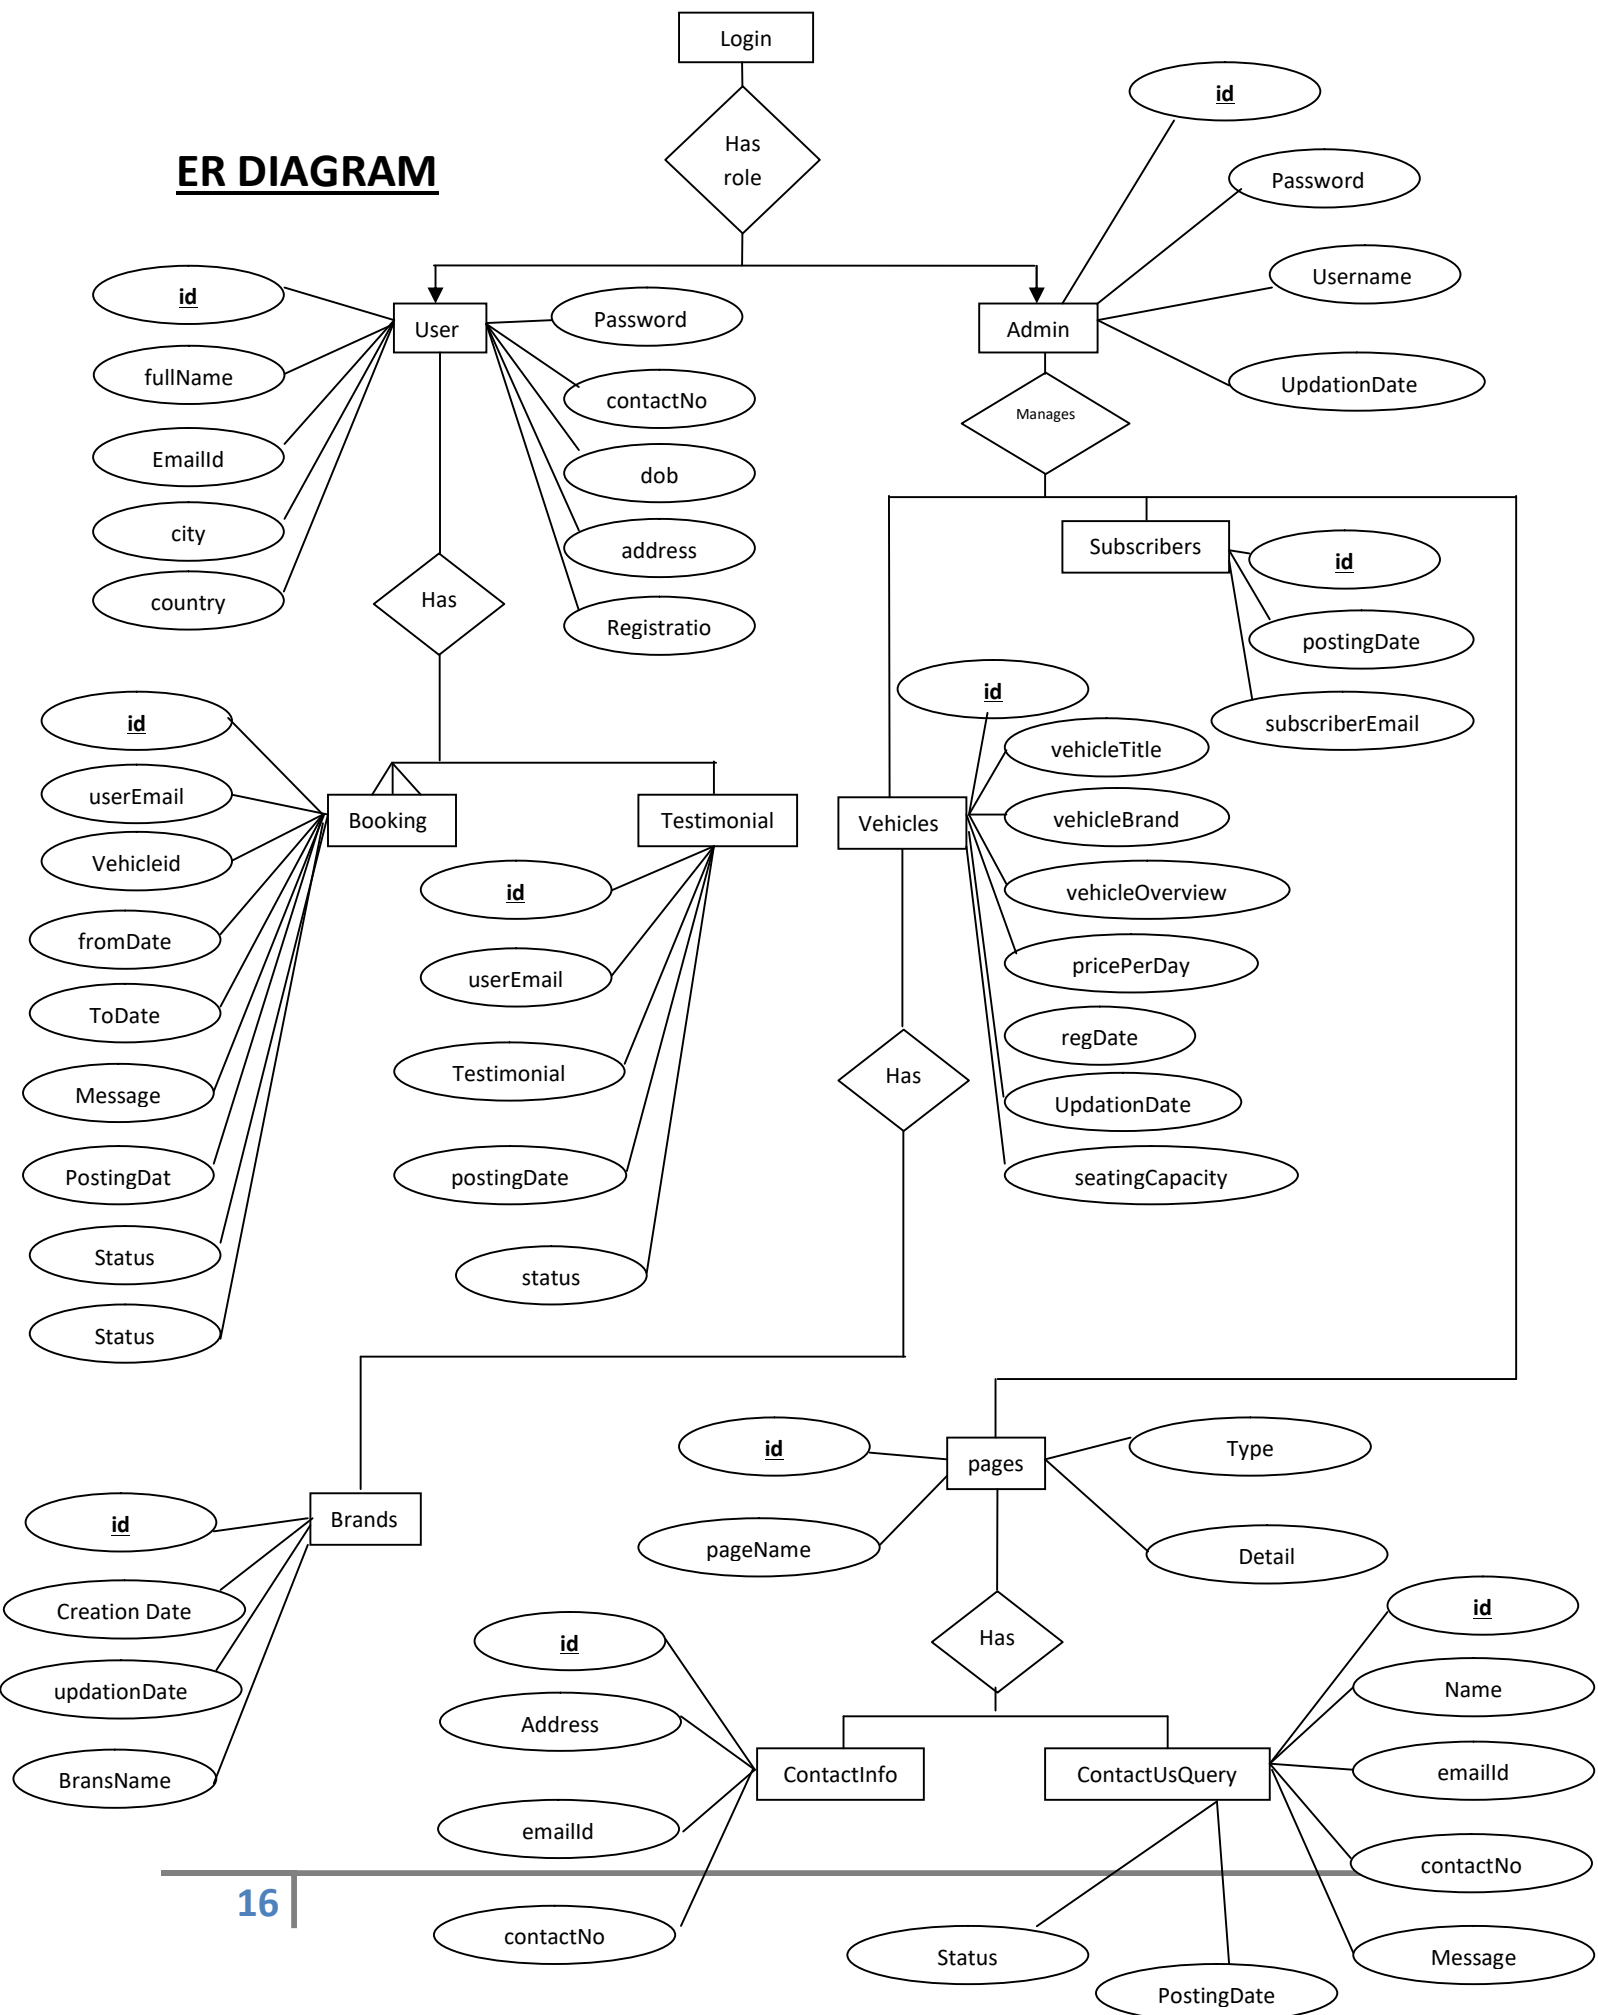 Login
id
Has
role
ER DIAGRAM
Password
Username
id
User
Password
Admin
fullName
contactNo
UpdationDate
Manages
EmailId
dob
city
address
Subscribers
id
country
Has
Registratio
postingDate
id
subscriberEmail
id
vehicleTitle
userEmail
Booking
Testimonial
Vehicles
vehicleBrand
Vehicleid
id
vehicleOverview
fromDate
userEmail
pricePerDay
ToDate
regDate
Message
Testimonial
Has
UpdationDate
PostingDat
postingDate
seatingCapacity
Status
status
Status
id
pages
Type
id
Brands
pageName
Detail
Creation Date
id
Has
id
updationDate
Address
Name
BransName
ContactInfo
ContactUsQuery
emailId
emailId
contactNo
16
contactNo
Status
Message
PostingDate